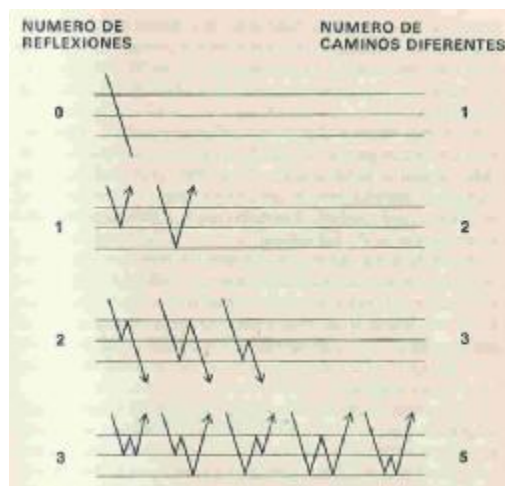 NUMERO DE
REFLEXIONES
NUMERO DE
CAMINOS DIFERENTES
0
1
1
2
2
3
3
5